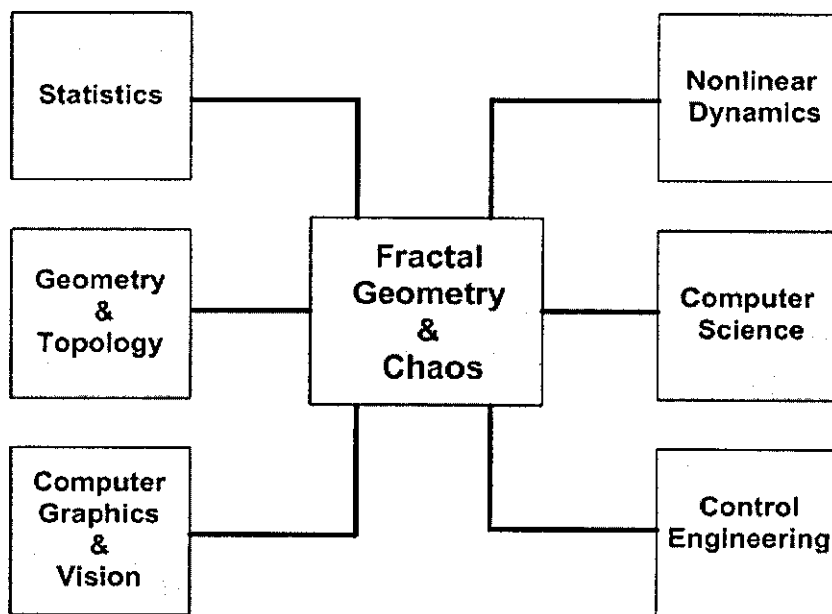 Statistics
Nonlinear
Dynamics
Fractal
Geometry
&
Chaos
Geometry
&
Topology
Computer
Science
Computer
Graphics
&
Vision
Control
Engineering